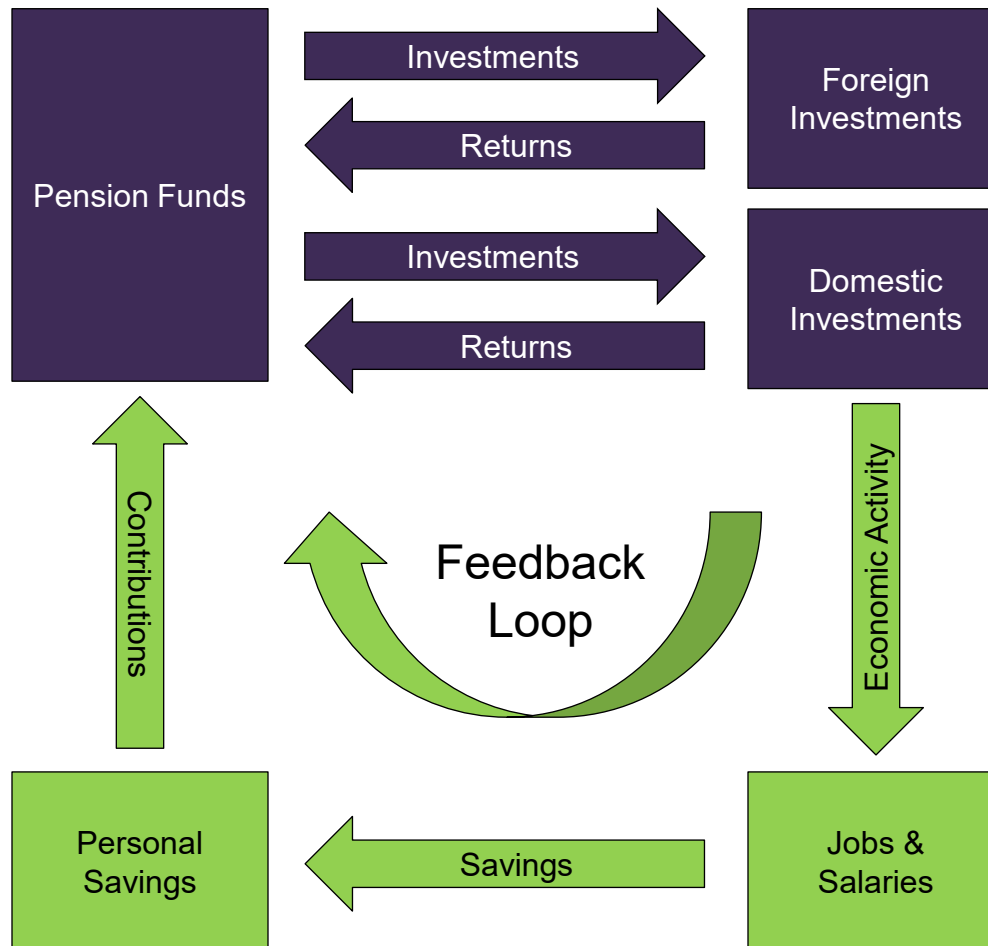 Pension Funds
Investments
Returns
Foreign
Investments
Investments
Returns
Domestic
Investments
Contributions
Feedback
Loop
Economic Activity
Personal
Savings
Savings
Jobs &
Salaries